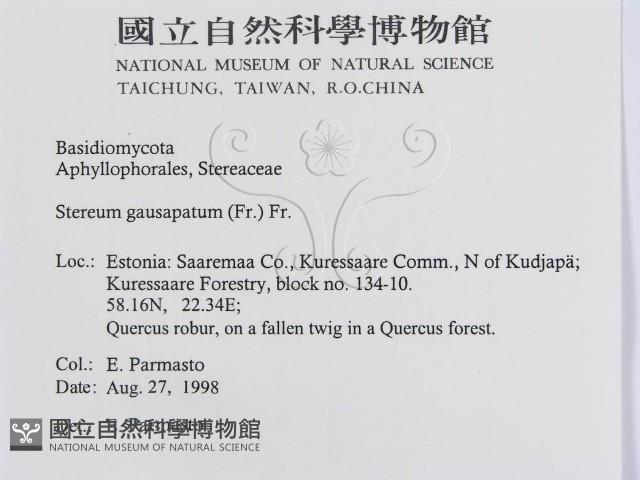 國立自然科學博物館
NATIONAL MUSEUM OF NATURAL SCIENCE
TAICHUNG, TAIWAN, R.O.CHINA
Basidiomycota
Aphyllophorales, Stereaceae
Stereum gausapatum (Fr.) Fr.
Loc.: Estonia: Saaremaa Co., Kuressaare Comm., N of Kudjapä;
Kuressaare Forestry, block no. 134-10.
58.16N, 22.34E;
Quercus robur, on a fallen twig in a Quercus forest.
Col.: E. Parmasto
Date: Aug. 27, 1998
國立自然科學博物館
NATIONAL MUSEUM OF NATURAL SCIENCE